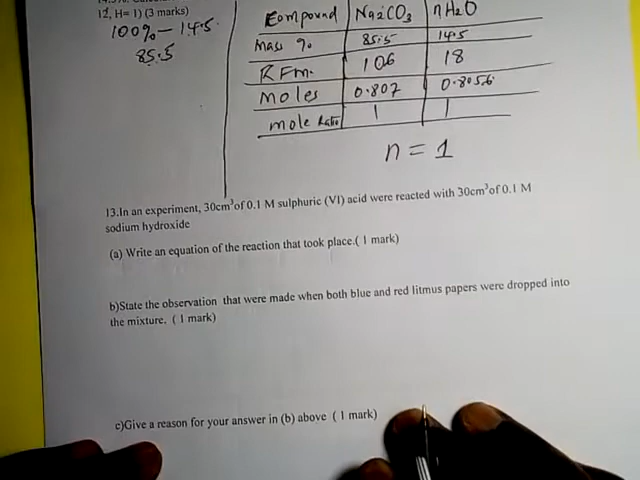 12, H= 1) (3 marks)
100% - 14.5
85.5
Compound Na2CO3 nH2O
Mass % 85.5 14.5
RFm. 106 18
Moles 0.807 0.8056
mole Ratio 1 1
n = 1
13.In an experiment, 30cm³of 0.1 M sulphuric (VI) acid were reacted with 30cm³of 0.1 M
sodium hydroxide
(a) Write an equation of the reaction that took place.( 1 mark)
b)State the observation that were made when both blue and red litmus papers were dropped into
the mixture. ( 1 mark)
c)Give a reason for your answer in (b) above ( 1 mark)